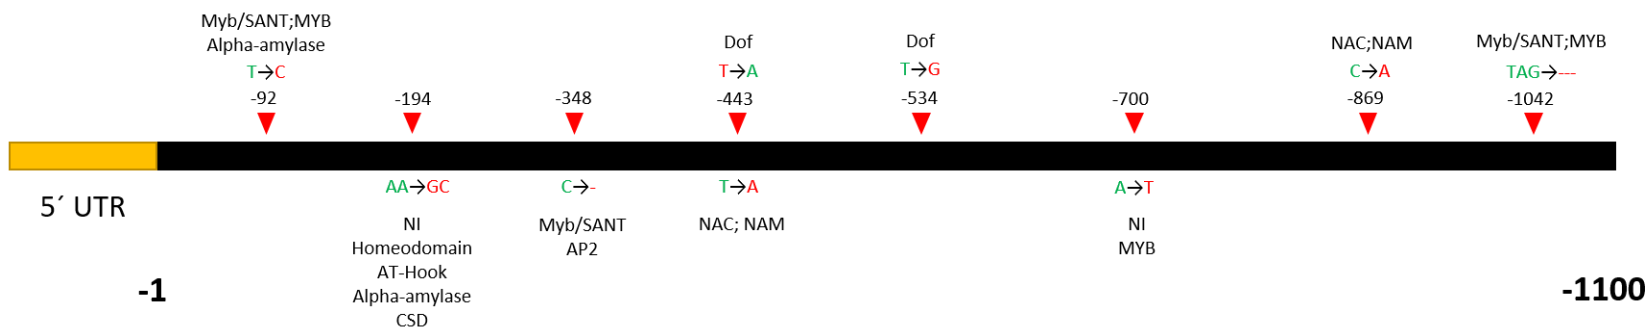 Myb/SANT;MYB
Alpha-amylase
T→C
-92
-194
-348
Dof
T→A
-443
Dof
T→G
-534
-700
NAC;NAM
C→A
-869
Myb/SANT;MYB
TAG→---
-1042
5´ UTR
AA→GC
NI
Homeodomain
AT-Hook
Alpha-amylase
CSD
C→-
Myb/SANT
AP2
T→A
NAC; NAM
A→T
NI
MYB
-1
-1100